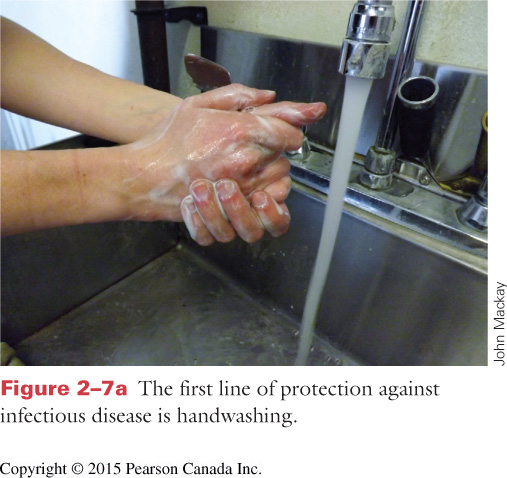 John Mackay
Figure 2–7a The first line of protection against
infectious disease is handwashing.
Copyright © 2015 Pearson Canada Inc.